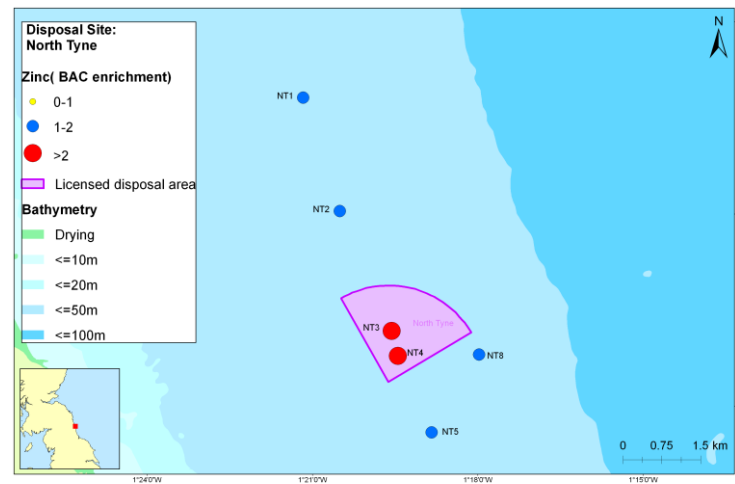 Disposal Site:
North Tyne
Zinc( BAC enrichment)
0-1
1-2
>2
Licensed disposal area
Bathymetry
Drying
<=10m
<=20m
<=50m
<=100m
N
NT1
NT2
NT3
North Tyne
NT4
NT8
NT5
0 0.75 1.5 km
1°24'0"W 1°21'0"W 1°18'0"W 1°15'0"W